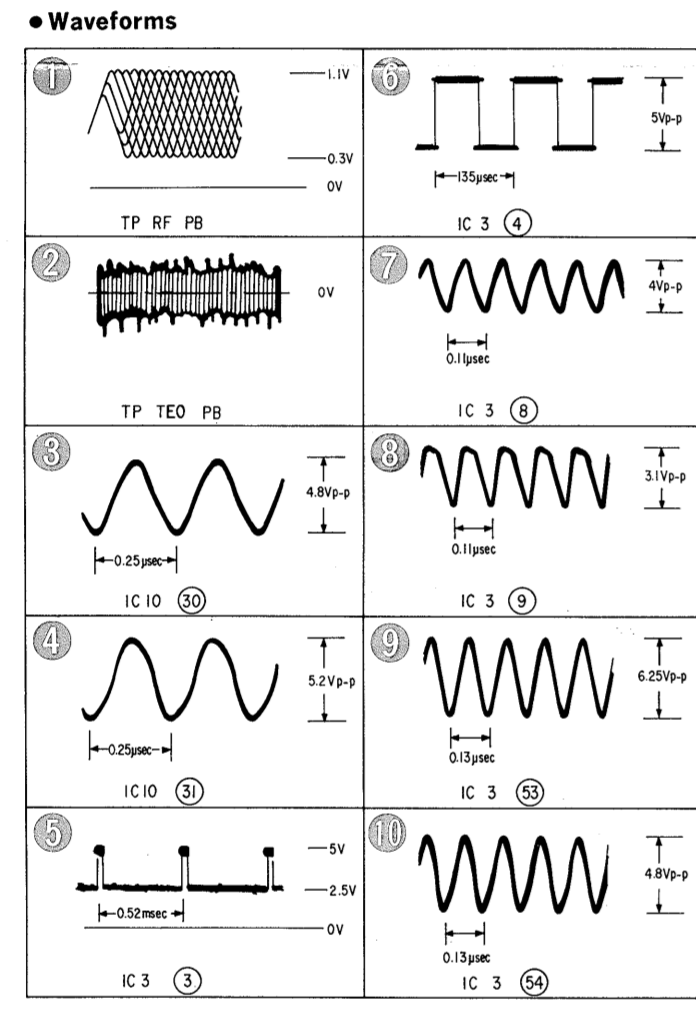 ● Waveforms
1
1.1V
0.3V
0V
TP RF PB
2
0V
TP TEO PB
3
4.8Vp-p
0.25μsec
IC10 30
4
5.2Vp-p
0.25μsec
IC10 31
5
5V
2.5V
0.52msec
0V
IC 3 3
6
5Vp-p
135μsec
IC 3 4
7
4Vp-p
0.11μsec
IC 3 8
8
3.1Vp-p
0.11μsec
IC 3 9
9
6.25Vp-p
0.13μsec
IC 3 53
10
4.8Vp-p
0.13μsec
IC 3 54